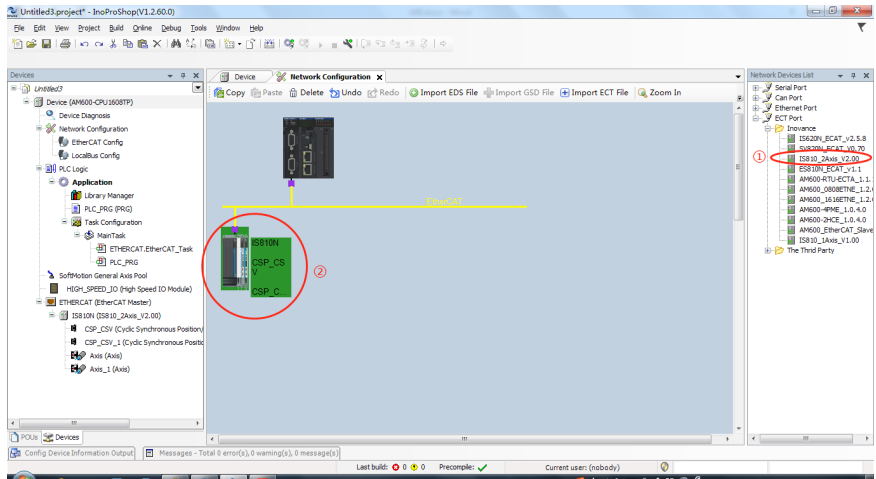 Untitled3.project* - InoProShop(V1.2.60.0)
File Edit View Project Build Online Debug Tools Window Help
Devices
Untitled3
Device (AM600-CPU1608TP)
Device Diagnosis
Network Configuration
EtherCAT Config
LocalBus Config
PLC Logic
Application
Library Manager
PLC_PRG (PRG)
Task Configuration
MainTask
ETHERCAT.EtherCAT_Task
PLC_PRG
SoftMotion General Axis Pool
HIGH_SPEED_IO (High Speed IO Module)
ETHERCAT (EtherCAT Master)
IS810N (IS810_2Axis_V2.00)
CSP_CSV (Cyclic Synchronous Position/
CSP_CSV_1 (Cyclic Synchronous Positic
Axis (Axis)
Axis_1 (Axis)
POUs Devices
Device Network Configuration x
Copy Paste Delete Undo Redo Import EDS File Import GSD File Import ECT File Zoom In
EtherCAT
IS810N
CSP_CS
V
CSP_C...
②
Network Devices List
Serial Port
Can Port
Ethernet Port
ECT Port
Inovance
IS620N_ECAT_v2.5.8
SV820N_ECAT_V0.70
① IS810_2Axis_V2.00
ES810N_ECAT_v1.1
AM600-RTU-ECTA_1.1.
AM600_0808ETNE_1.2.
AM600_1616ETNE_1.2.
AM600-4PME_1.0.4.0
AM600-2HCE_1.0.4.0
AM600_EtherCAT_Slave
IS810_1Axis_V1.00
The Thrid Party
Config Device Information Output Messages - Total 0 error(s), 0 warning(s), 0 message(s)
Last build: 0 0 Precompile: Current user: (nobody)